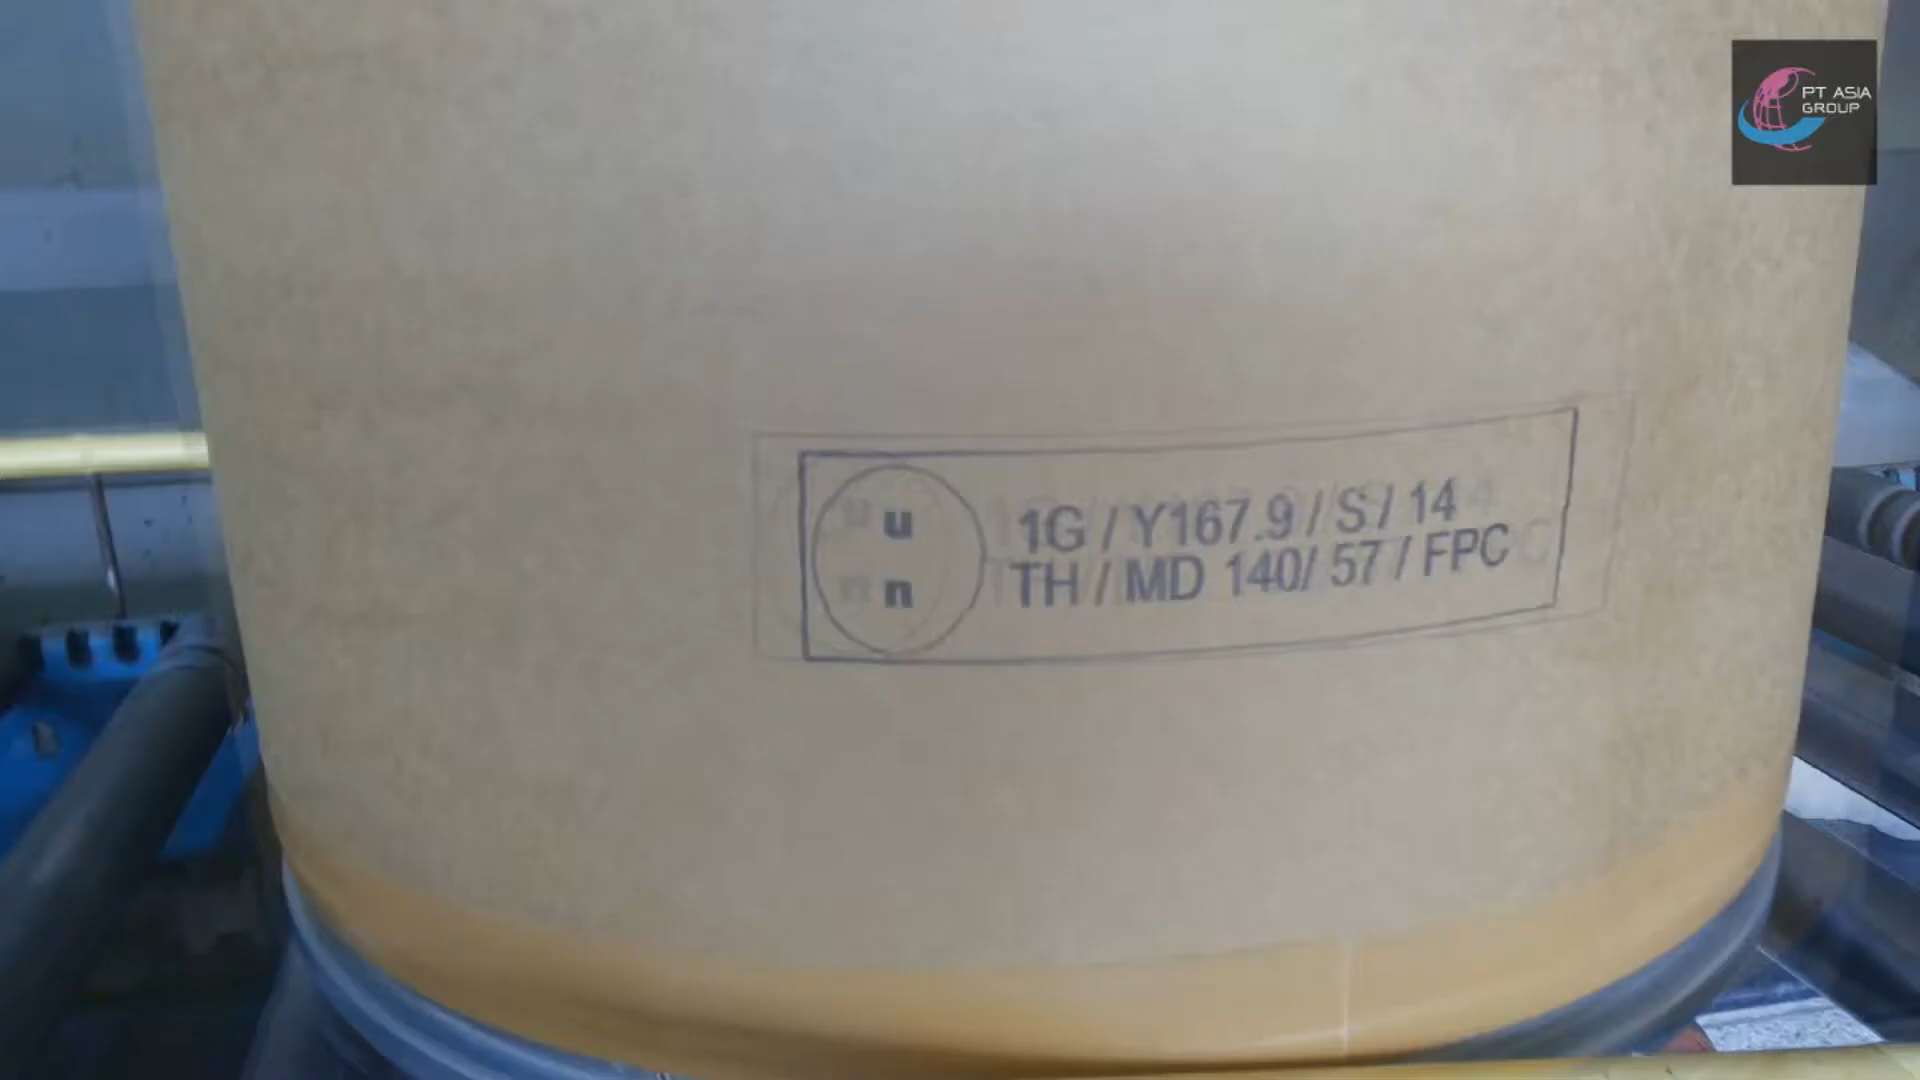 PT ASIA
GROUP
u
n
1G / Y167.9 / S / 14
TH / MD 140/ 57 / FPC